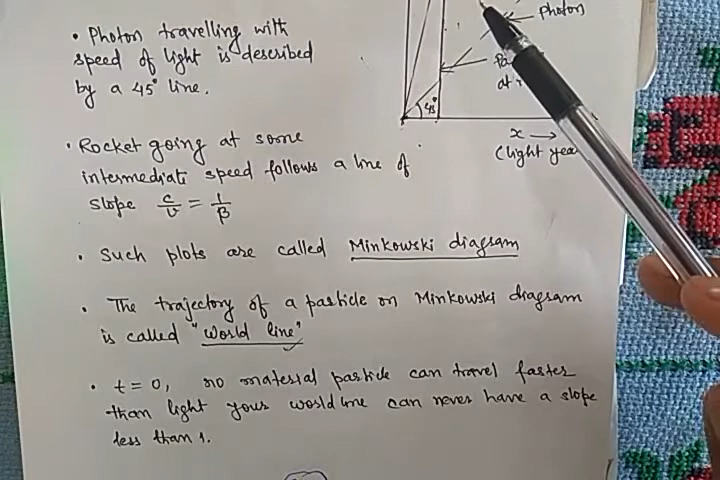 • Photon travelling with
speed of light is described
by a 45° line.
Photon
at
45°
x →
(light yea
• Rocket going at some
intermediate speed follows a line of
slope c/v = 1/β
• Such plots are called Minkowski diagram
• The trajectory of a particle on Minkowski diagram
is called "World line"
• t = 0, no material particle can travel faster
than light your worldline can never have a slope
less than 1.